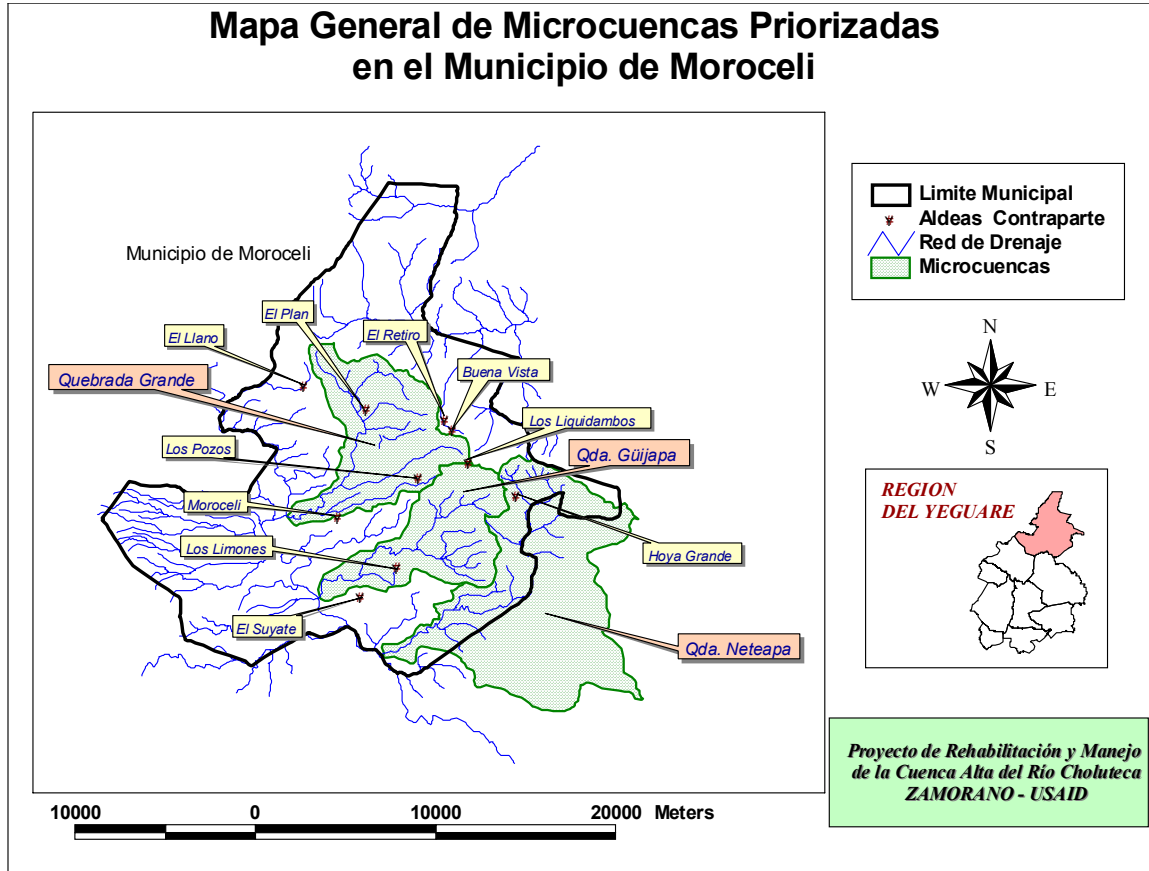 Mapa General de Microcuencas Priorizadas
en el Municipio de Moroceli
Municipio de Moroceli
El Plan
El Retiro
El Llano
Buena Vista
Quebrada Grande
Los Liquidambos
Los Pozos
Qda. Güijapa
Moroceli
Los Limones
Hoya Grande
El Suyate
Qda. Neteapa
Limite Municipal
Aldeas Contraparte
Red de Drenaje
Microcuencas
N
W
E
S
REGION
DEL YEGUARE
Proyecto de Rehabilitación y Manejo
de la Cuenca Alta del Río Choluteca
ZAMORANO - USAID
10000 0 10000 20000 Meters